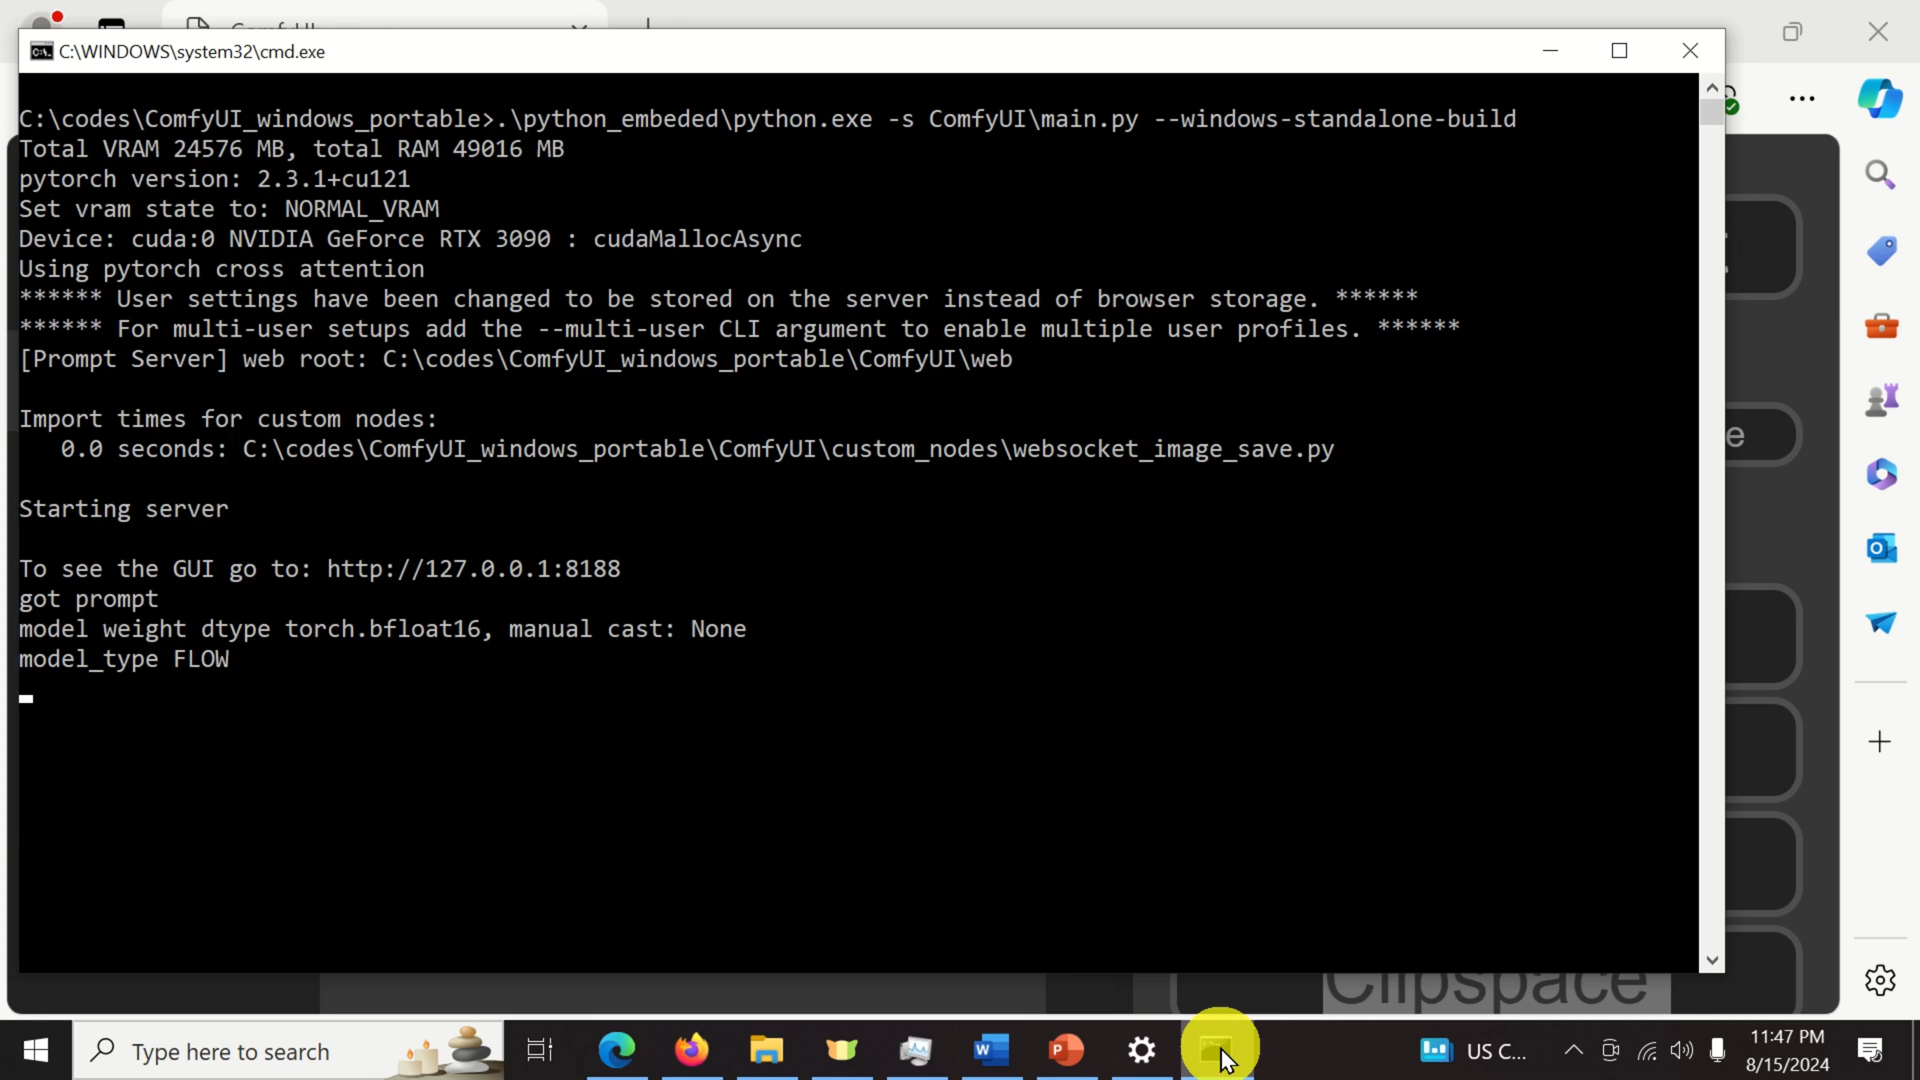 C:\WINDOWS\system32\cmd.exe
C:\codes\ComfyUI_windows_portable>.\python_embeded\python.exe -s ComfyUI\main.py --windows-standalone-build
Total VRAM 24576 MB, total RAM 49016 MB
pytorch version: 2.3.1+cu121
Set vram state to: NORMAL_VRAM
Device: cuda:0 NVIDIA GeForce RTX 3090 : cudaMallocAsync
Using pytorch cross attention
****** User settings have been changed to be stored on the server instead of browser storage. ******
****** For multi-user setups add the --multi-user CLI argument to enable multiple user profiles. ******
[Prompt Server] web root: C:\codes\ComfyUI_windows_portable\ComfyUI\web
Import times for custom nodes:
0.0 seconds: C:\codes\ComfyUI_windows_portable\ComfyUI\custom_nodes\websocket_image_save.py
Starting server
To see the GUI go to: http://127.0.0.1:8188
got prompt
model weight dtype torch.bfloat16, manual cast: None
model_type FLOW
e
Clipspace
Type here to search
US C...
11:47 PM
8/15/2024